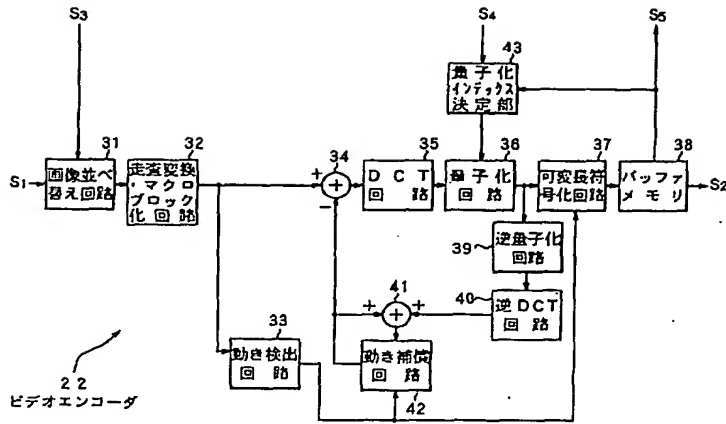 S3
S4
S5
43
量子化
インデックス
決定部
31
32
34
35
36
37
38
S1
画像並べ
替え回路
走査変換
・マクロ
ブロック
化回路
+
+
−
DCT
回路
量子化
回路
可変長符
号化回路
バッファ
メモリ
S2
39
逆量子化
回路
41
40
+
+
+
逆DCT
回路
33
動き検出
回路
動き補償
回路
42
22
ビデオエンコーダ